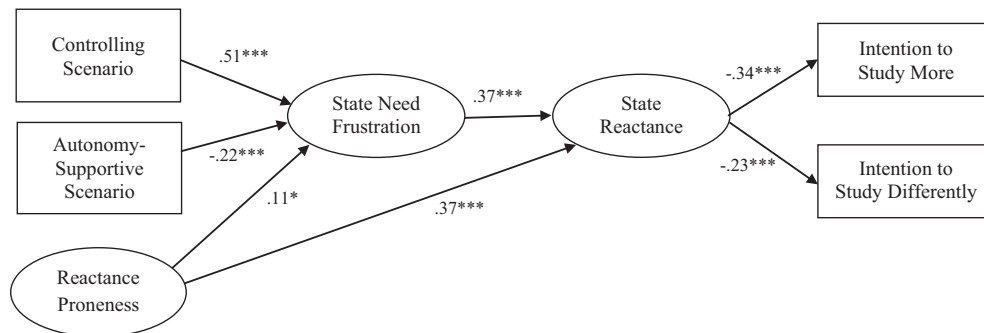 Controlling
Scenario
.51***
Autonomy-
Supportive
Scenario
-.22***
Reactance
Proneness
.11*
.37***
State Need
Frustration
.37***
State
Reactance
-.34***
-.23***
Intention to
Study More
Intention to
Study Differently